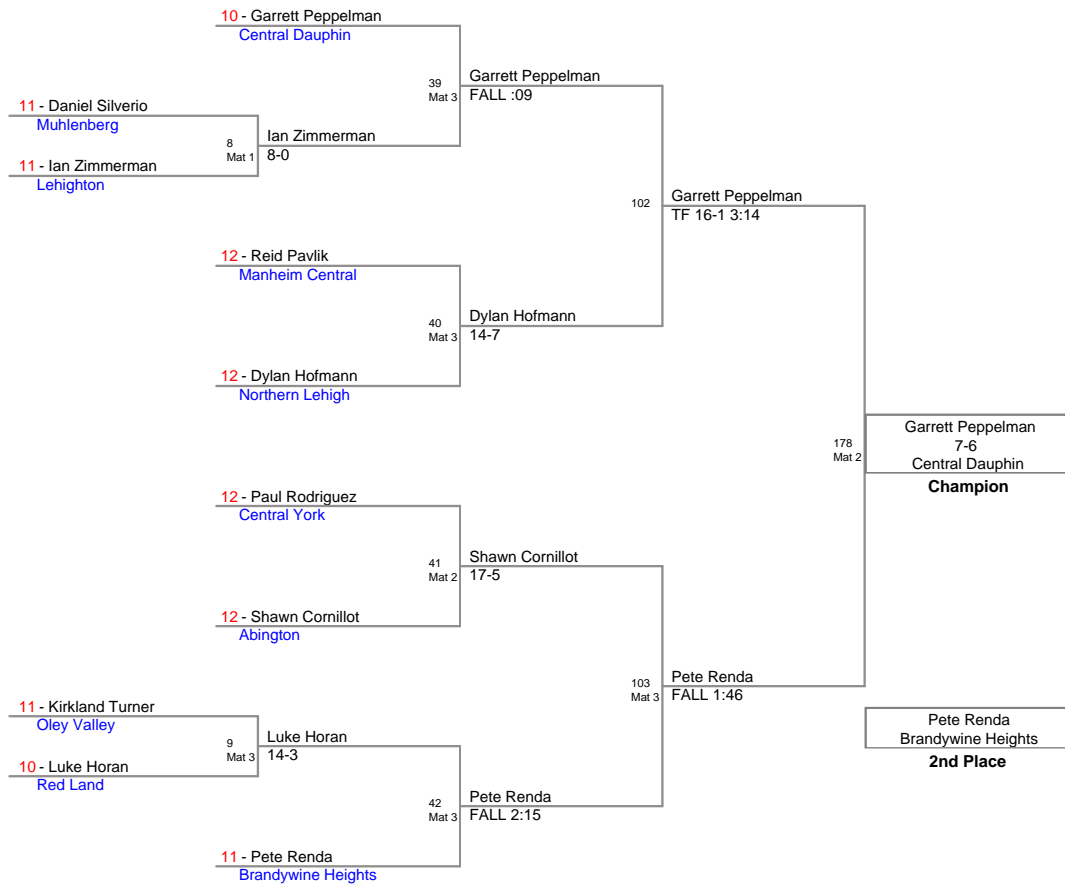 10 - Garrett Peppelman
Central Dauphin
39
Mat 3
Garrett Peppelman
FALL :09
11 - Daniel Silverio
Muhlenberg
8
Mat 1
Ian Zimmerman
8-0
11 - Ian Zimmerman
Lehighton
102
Garrett Peppelman
TF 16-1 3:14
12 - Reid Pavlik
Manheim Central
40
Mat 3
Dylan Hofmann
14-7
12 - Dylan Hofmann
Northern Lehigh
178
Mat 2
Garrett Peppelman
7-6
Central Dauphin
Champion
12 - Paul Rodriguez
Central York
41
Mat 2
Shawn Cornillot
17-5
12 - Shawn Cornillot
Abington
103
Mat 3
Pete Renda
FALL 1:46
11 - Kirkland Turner
Oley Valley
9
Mat 3
Luke Horan
14-3
10 - Luke Horan
Red Land
Pete Renda
Brandywine Heights
2nd Place
42
Mat 3
Pete Renda
FALL 2:15
11 - Pete Renda
Brandywine Heights